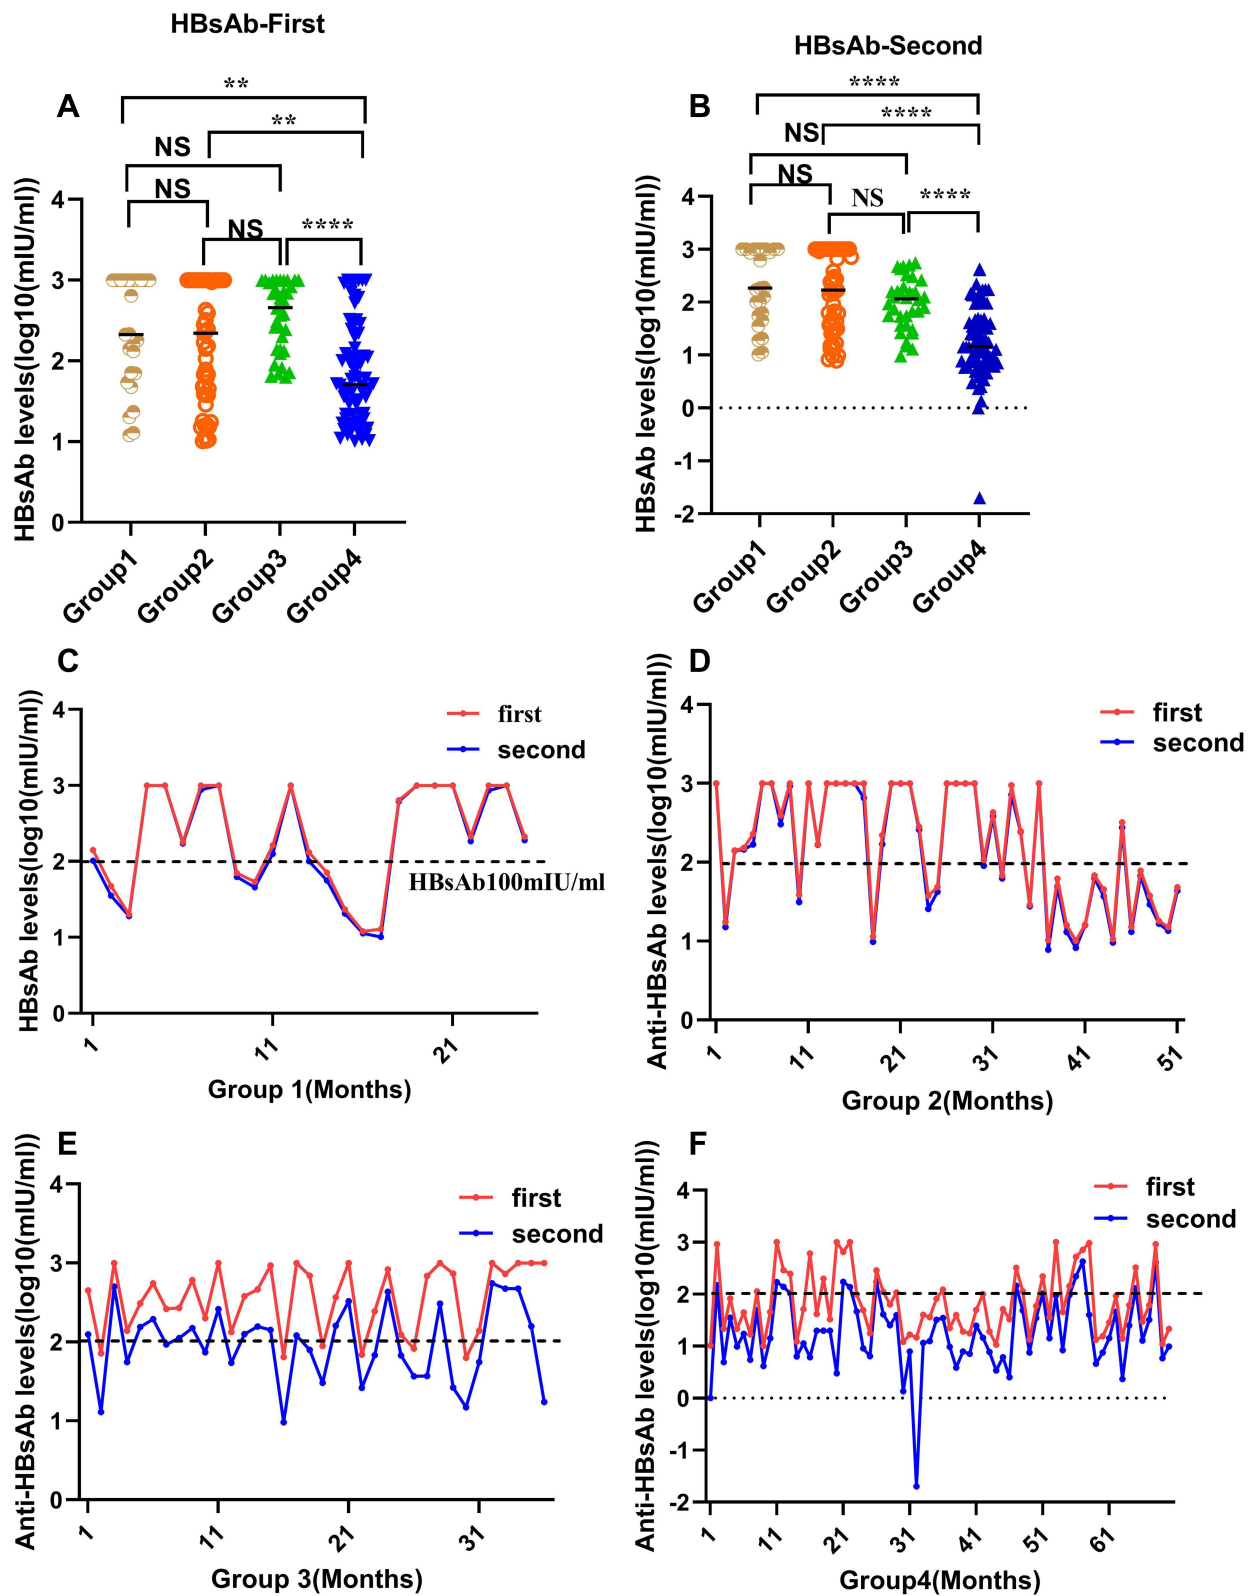 HBsAb-First
HBsAb-Second
A
**
**
NS
NS
NS
****
HBsAb levels(log10(mIU/ml))
4
3
2
1
0
Group1
Group2
Group3
Group4
B
****
****
NS
NS
NS
****
HBsAb levels(log10(mIU/ml))
4
3
2
1
0
-1
-2
Group1
Group2
Group3
Group4
C
HBsAb levels(log10(mIU/ml))
4
3
2
1
0
first
second
HBsAb100mIU/ml
1
11
21
Group 1(Months)
D
Anti-HBsAb levels(log10(mIU/ml))
4
3
2
1
0
first
second
1
11
21
31
41
51
Group 2(Months)
E
Anti-HBsAb levels(log10(mIU/ml))
4
3
2
1
0
first
second
1
11
21
31
Group 3(Months)
F
Anti-HBsAb levels(log10(mIU/ml))
4
3
2
1
0
-1
-2
first
second
1
11
21
31
41
51
61
Group4(Months)